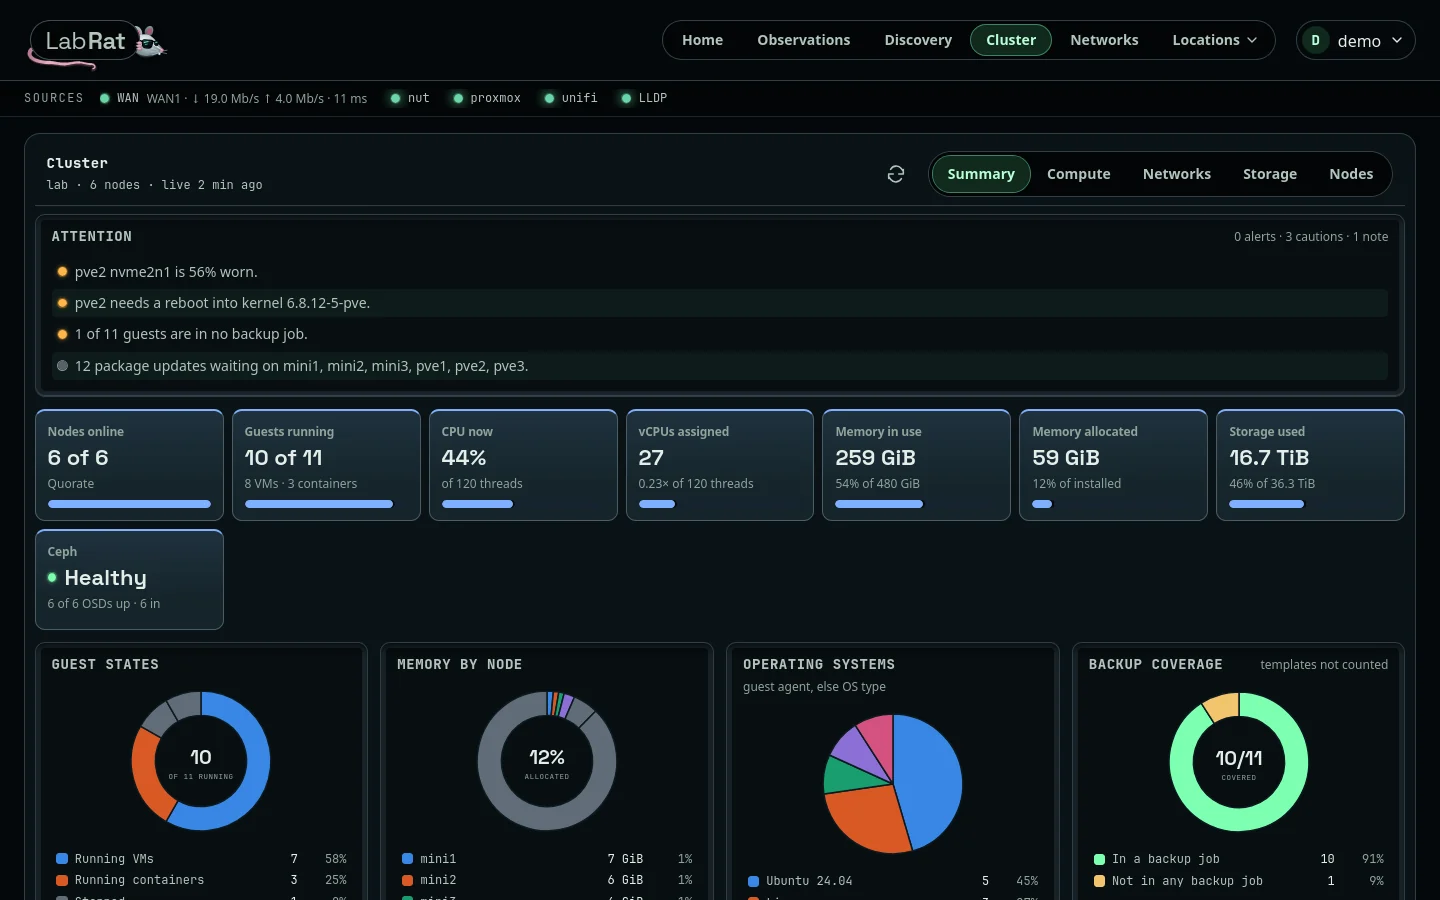 LabRat
Home Observations Discovery Cluster Networks Locations
D demo
SOURCES WAN WAN1 · ↓ 19.0 Mb/s ↑ 4.0 Mb/s · 11 ms nut proxmox unifi LLDP
Cluster
lab · 6 nodes · live 2 min ago
Summary Compute Networks Storage Nodes
ATTENTION
0 alerts · 3 cautions · 1 note
pve2 nvme2n1 is 56% worn.
pve2 needs a reboot into kernel 6.8.12-5-pve.
1 of 11 guests are in no backup job.
12 package updates waiting on mini1, mini2, mini3, pve1, pve2, pve3.
Nodes online
6 of 6
Quorate
Guests running
10 of 11
8 VMs · 3 containers
CPU now
44%
of 120 threads
vCPUs assigned
27
0.23× of 120 threads
Memory in use
259 GiB
54% of 480 GiB
Memory allocated
59 GiB
12% of installed
Storage used
16.7 TiB
46% of 36.3 TiB
Ceph
Healthy
6 of 6 OSDs up · 6 in
GUEST STATES
10
OF 11 RUNNING
Running VMs 7 58%
Running containers 3 25%
MEMORY BY NODE
12%
ALLOCATED
mini1 7 GiB 1%
mini2 6 GiB 1%
OPERATING SYSTEMS
guest agent, else OS type
Ubuntu 24.04 5 45%
BACKUP COVERAGE
templates not counted
10/11
COVERED
In a backup job 10 91%
Not in any backup job 1 9%